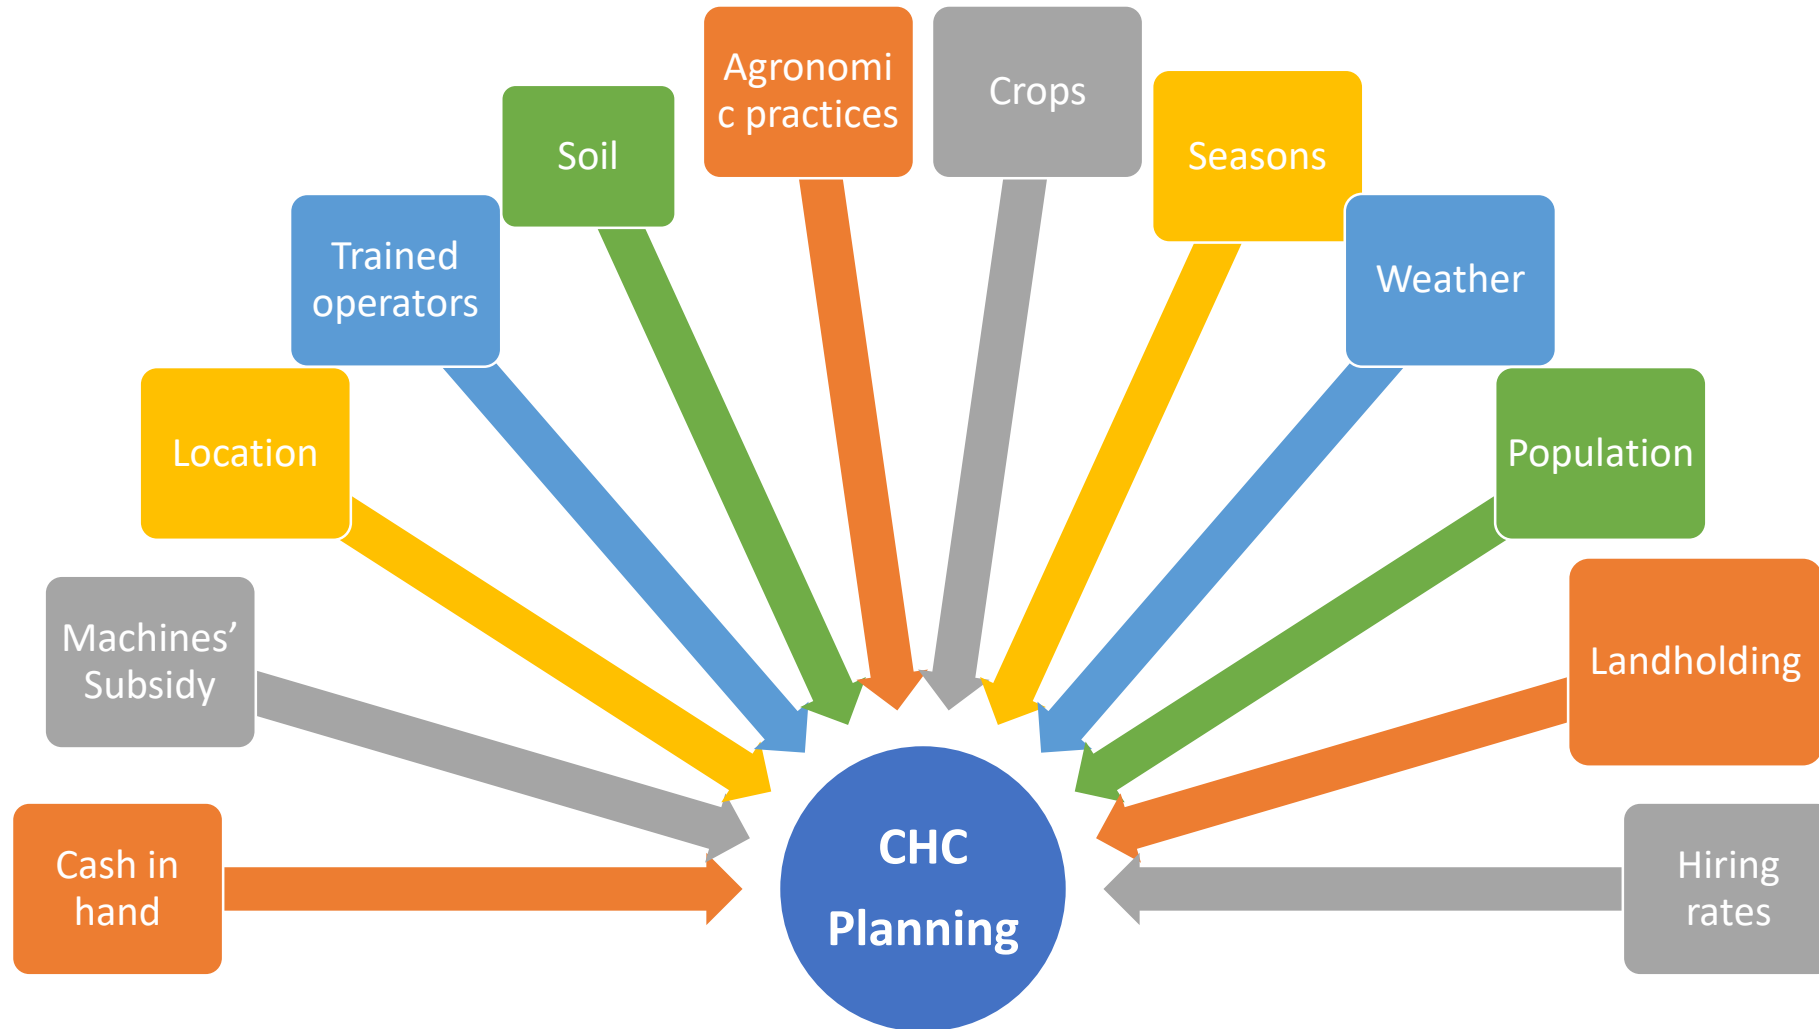 Agronomi
c practices
Crops
Soil
Seasons
Trained
operators
Weather
Location
Population
Machines’
Subsidy
Landholding
Cash in
hand
CHC
Planning
Hiring
rates